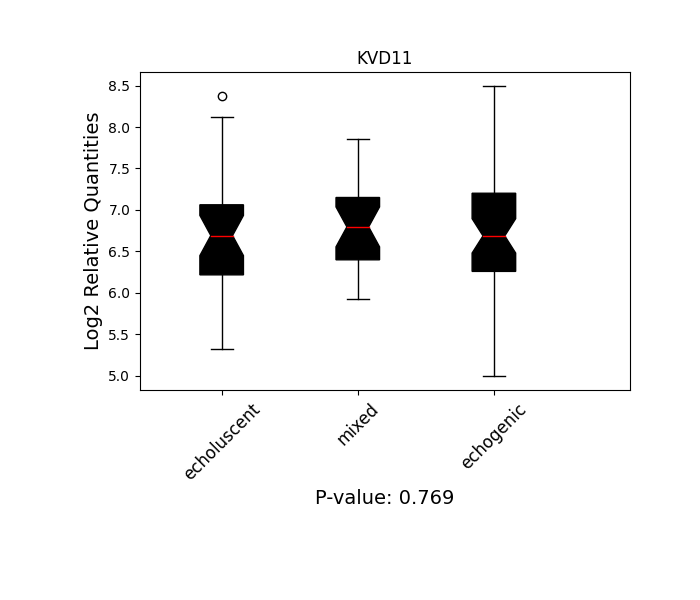 KVD11
Log2 Relative Quantities
8.5
8.0
7.5
7.0
6.5
6.0
5.5
5.0
echoluscent
mixed
echogenic
P-value: 0.769